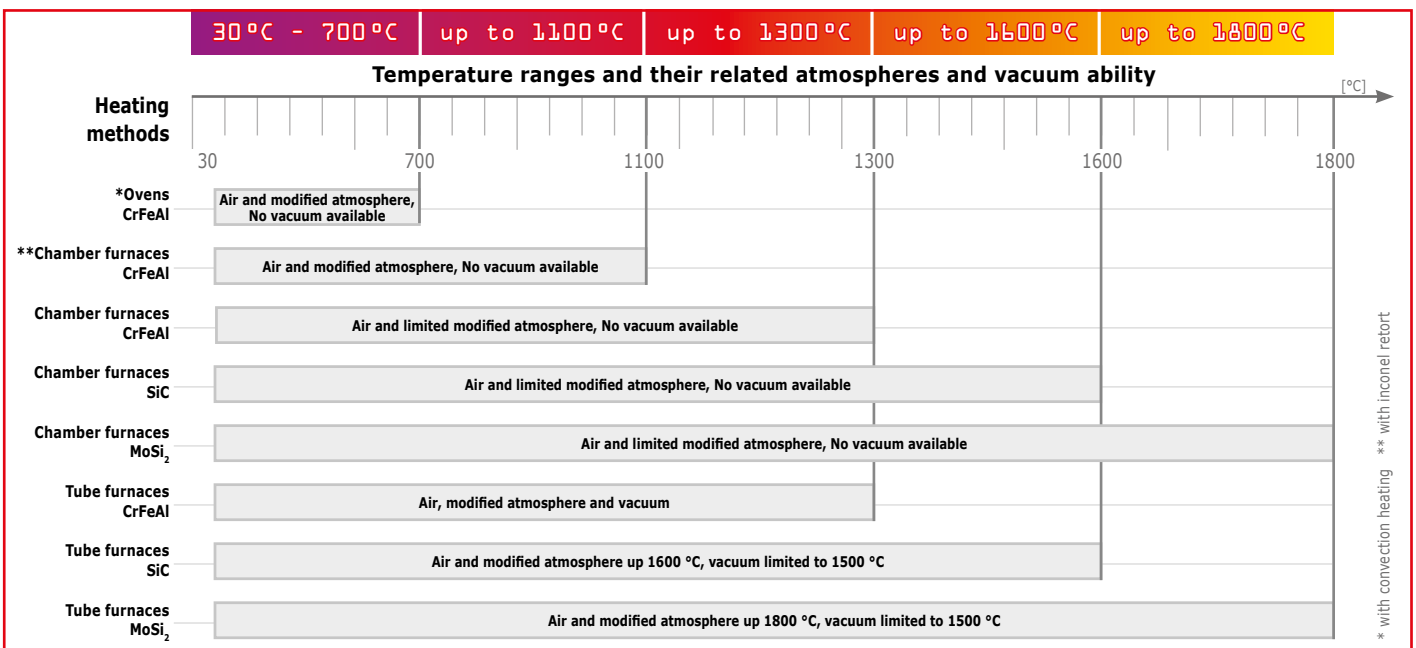 30°C - 700°C up to 1100°C up to 1300°C up to 1600°C up to 1800°C
Temperature ranges and their related atmospheres and vacuum ability
[°C]
Heating
methods
30 700 1100 1300 1600 1800
*Ovens
CrFeAl
Air and modified atmosphere,
No vacuum available
**Chamber furnaces
CrFeAl
Air and modified atmosphere, No vacuum available
Chamber furnaces
CrFeAl
Air and limited modified atmosphere, No vacuum available
Chamber furnaces
SiC
Air and limited modified atmosphere, No vacuum available
Chamber furnaces
MoSi₂
Air and limited modified atmosphere, No vacuum available
Tube furnaces
CrFeAl
Air, modified atmosphere and vacuum
Tube furnaces
SiC
Air and modified atmosphere up 1600 °C, vacuum limited to 1500 °C
Tube furnaces
MoSi₂
Air and modified atmosphere up 1800 °C, vacuum limited to 1500 °C
* with convection heating ** with inconel retort